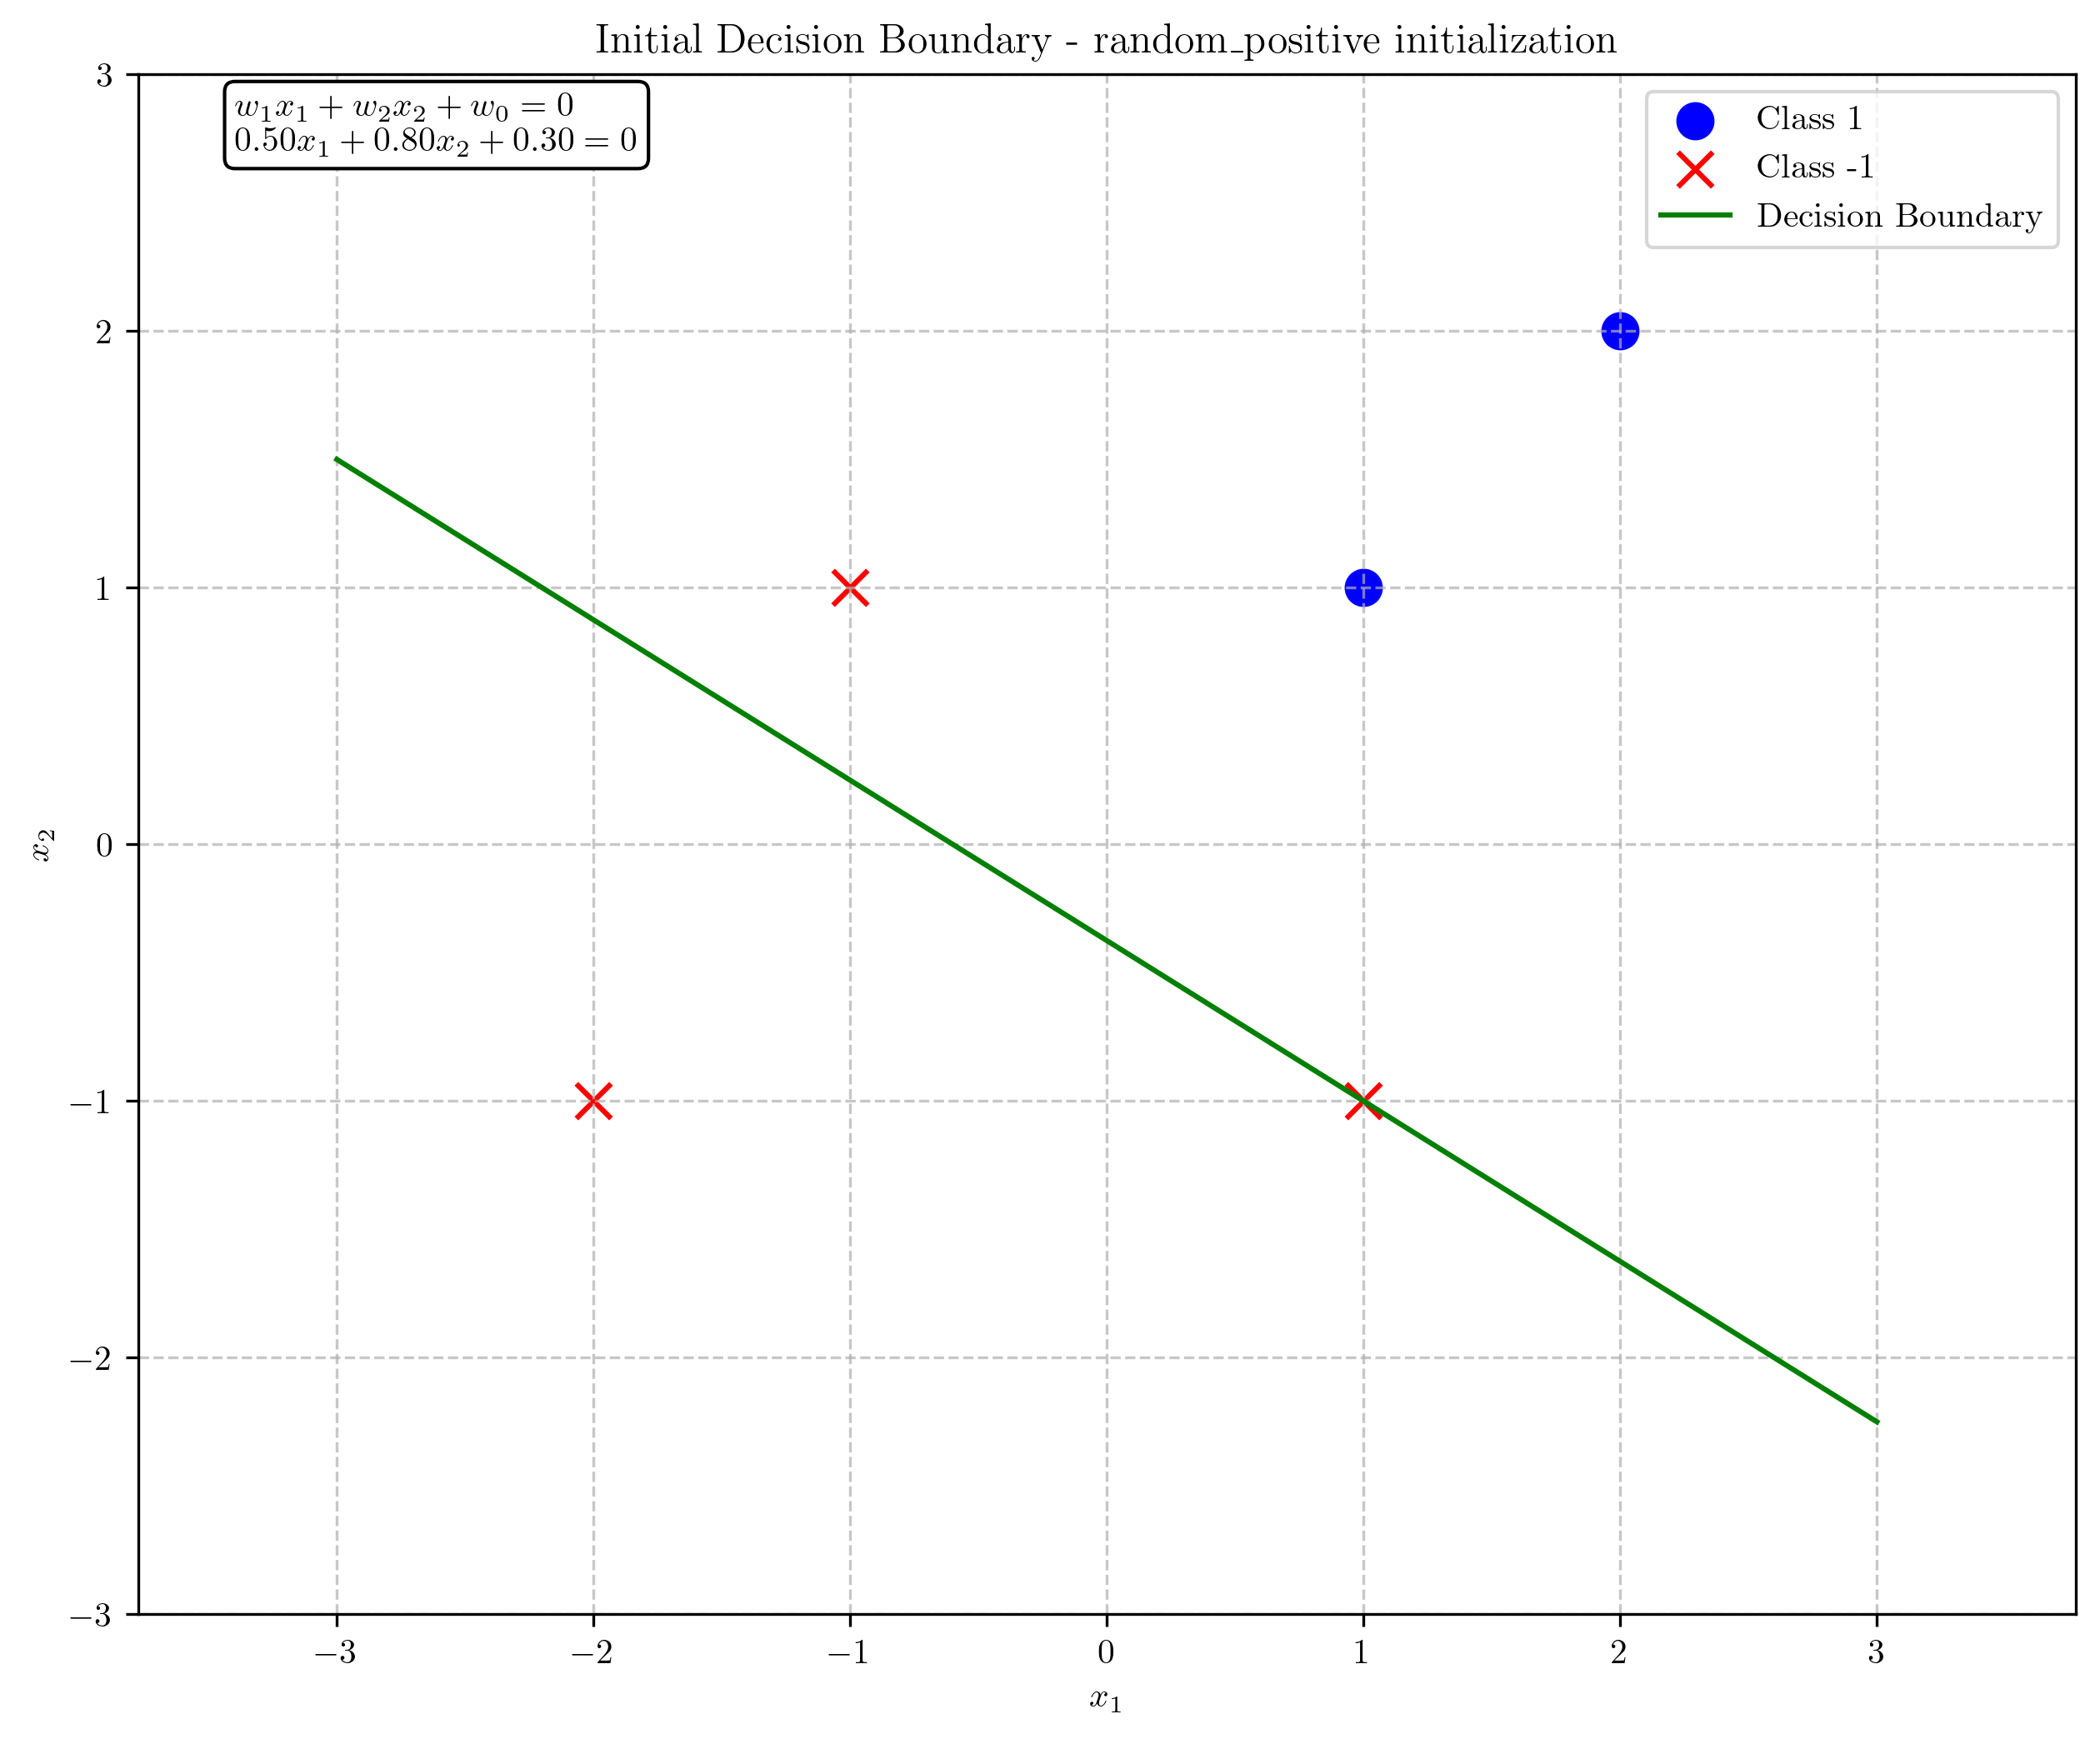 Initial Decision Boundary - random_positive initialization
w₁x₁ + w₂x₂ + w₀ = 0
0.50x₁ + 0.80x₂ + 0.30 = 0
Class 1
Class -1
Decision Boundary
3
2
1
0
−1
−2
−3
x₂
−3
−2
−1
0
1
2
3
x₁